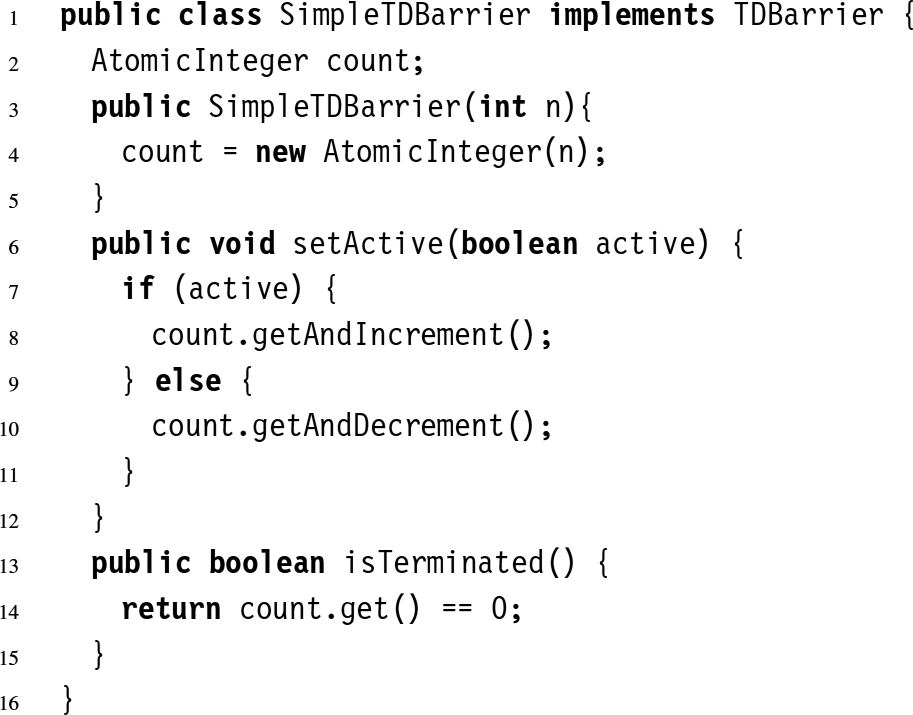 1 public class SimpleTDBarrier implements TDBarrier {
2 AtomicInteger count;
3 public SimpleTDBarrier(int n){
4 count = new AtomicInteger(n);
5 }
6 public void setActive(boolean active) {
7 if (active) {
8 count.getAndIncrement();
9 } else {
10 count.getAndDecrement();
11 }
12 }
13 public boolean isTerminated() {
14 return count.get() == 0;
15 }
16 }